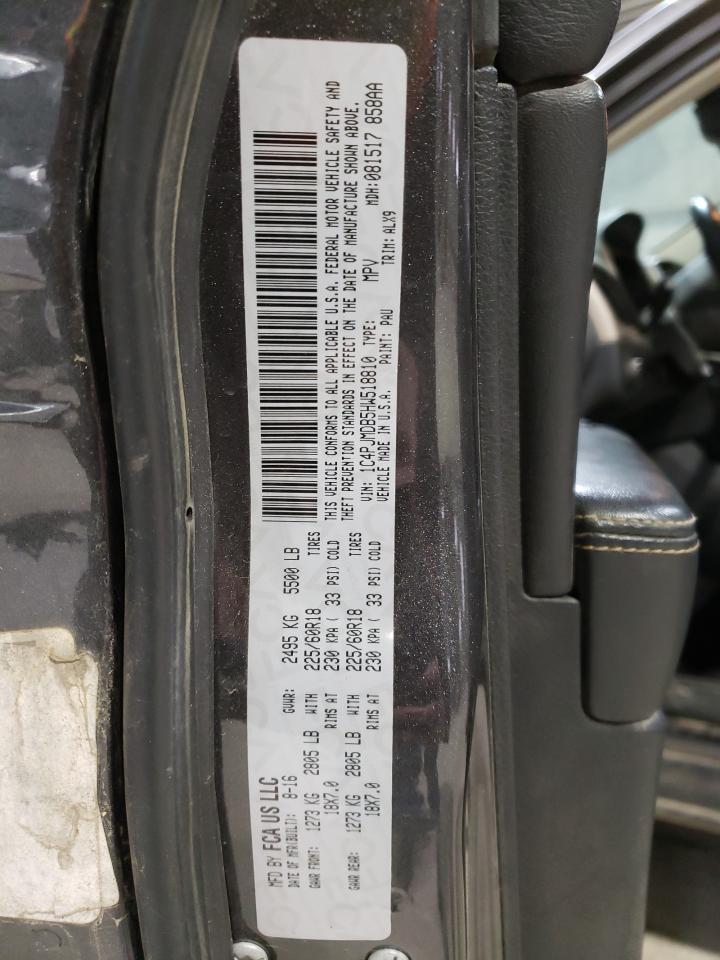 MFD BY FCA US LLC
DATE OF MFR(BUILT): 8-16 GVWR: 2495 KG 5500 LB
GAWR FRONT: 1273 KG 2805 LB WITH 225/60R18 TIRES
18X7.0 RIMS AT 230 KPA ( 33 PSI) COLD
GAWR REAR: 1273 KG 2805 LB WITH 225/60R18 TIRES
18X7.0 RIMS AT 230 KPA ( 33 PSI) COLD
THIS VEHICLE CONFORMS TO ALL APPLICABLE U.S.A. FEDERAL MOTOR VEHICLE SAFETY AND
THEFT PREVENTION STANDARDS IN EFFECT ON THE DATE OF MANUFACTURE SHOWN ABOVE.
VIN: 1C4PJMDB5HW518810 TYPE: MPV MDH:081517 858AA
VEHICLE MADE IN U.S.A. PAINT: PAU TRIM: ALX9